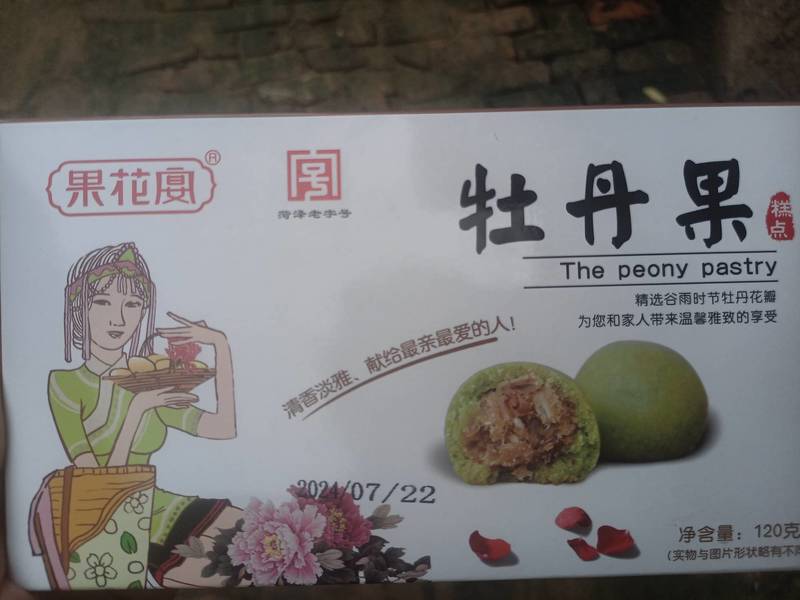 果花宴®
菏泽老字号
牡丹果
糕点
The peony pastry
精选谷雨时节牡丹花瓣
为您和家人带来温馨雅致的享受
清香淡雅、献给最亲最爱的人！
2024/07/22
净含量：120克
(实物与图片形状略有不同